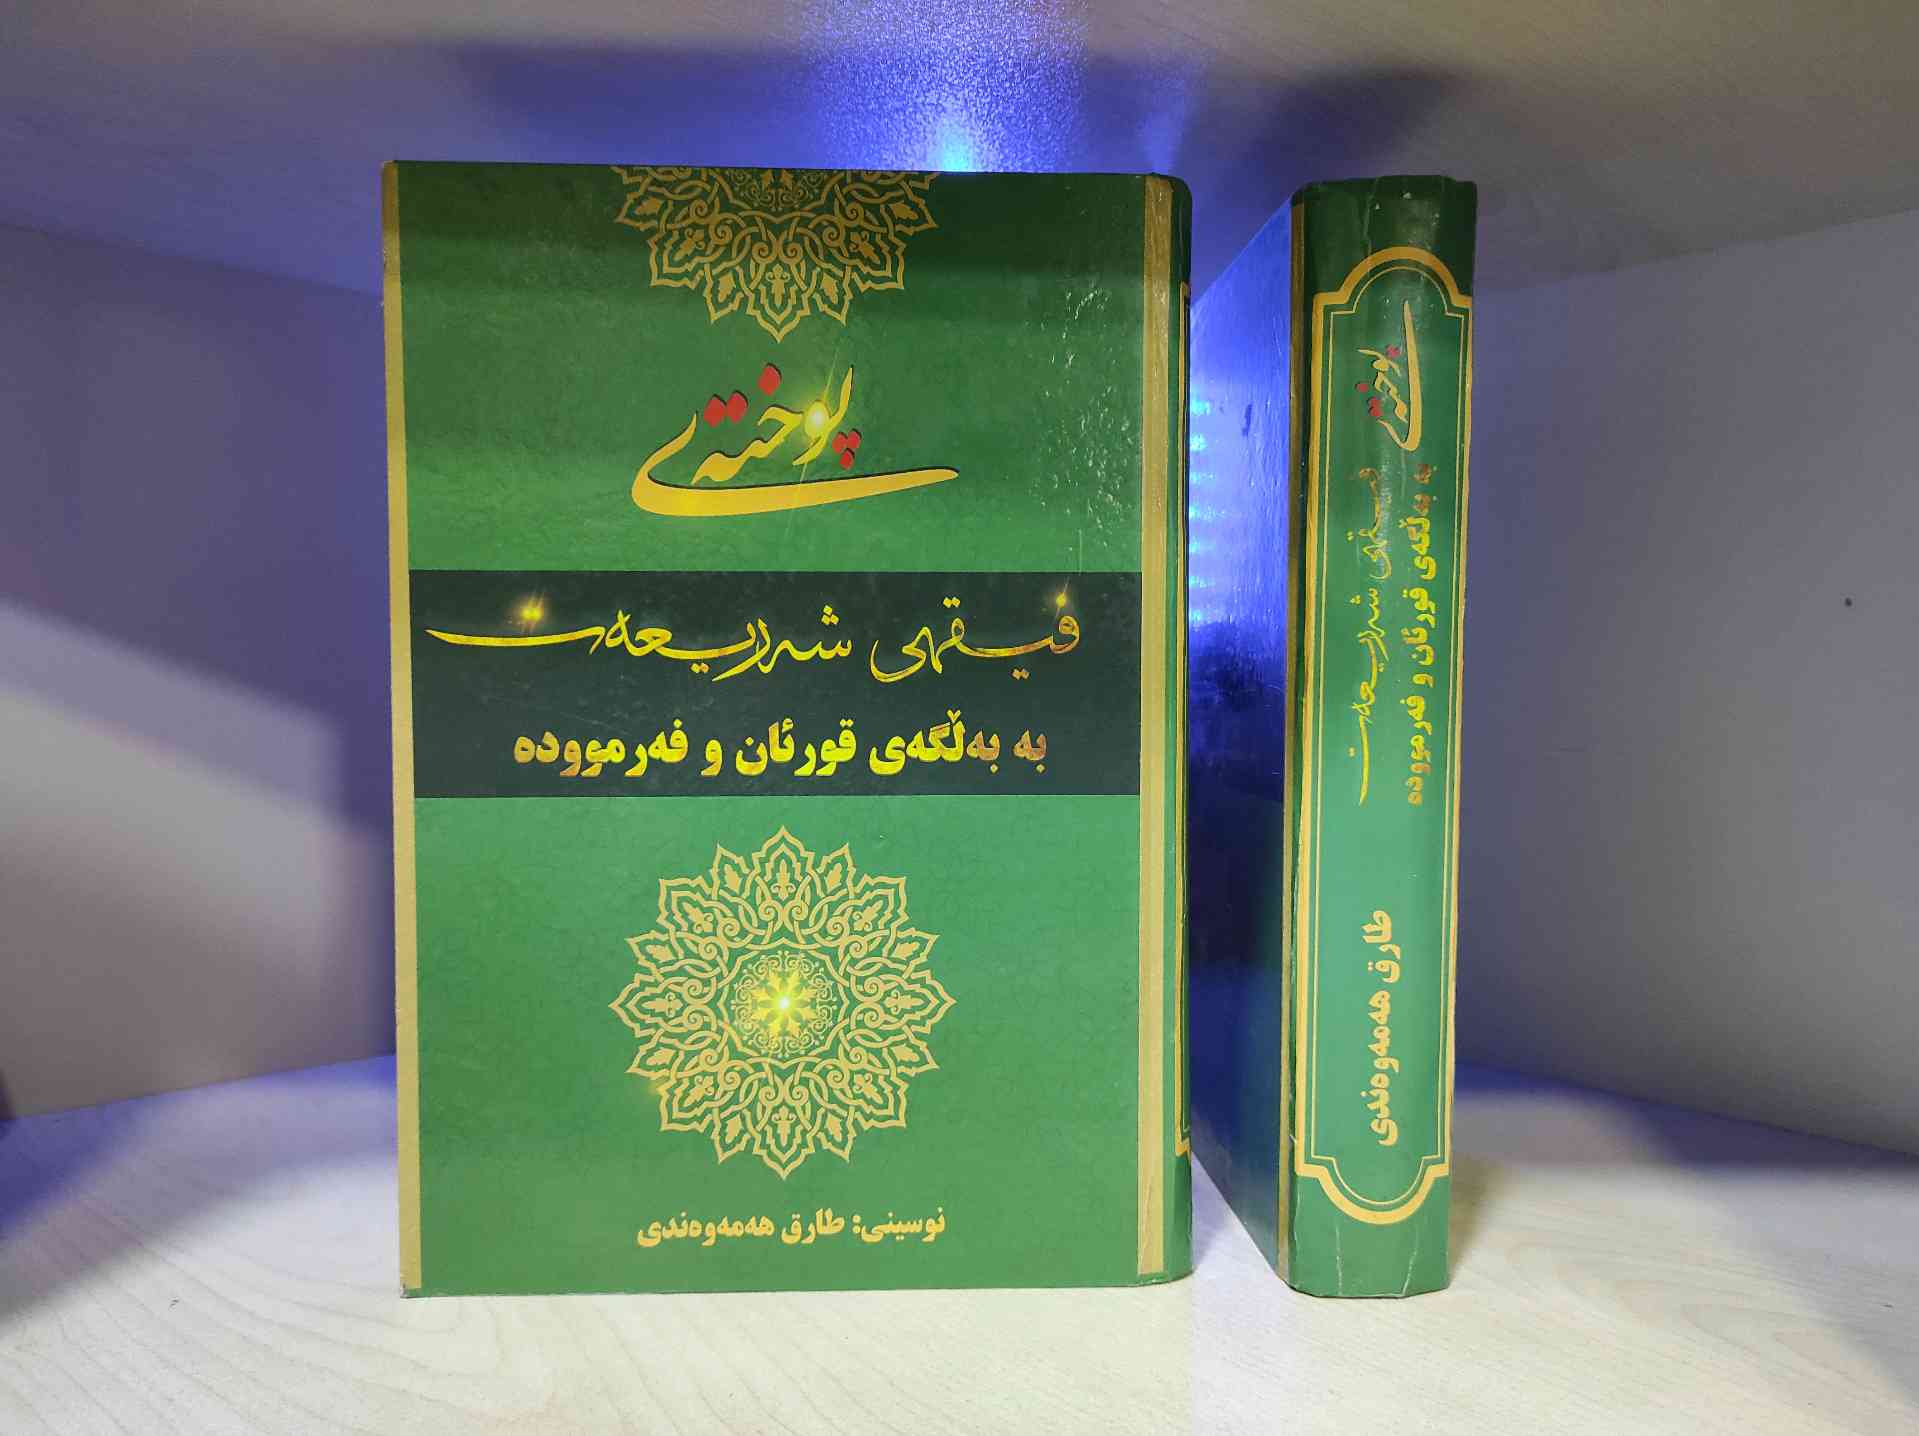 پوختەی
فیقهی شەریعەت
بە بەڵگەی قورئان و فەرموودە
نوسینی: طارق هەمەوەندی
پوختەی
فیقهی شەریعەت
بە بەڵگەی قورئان و فەرموودە
طارق هەمەوەندی